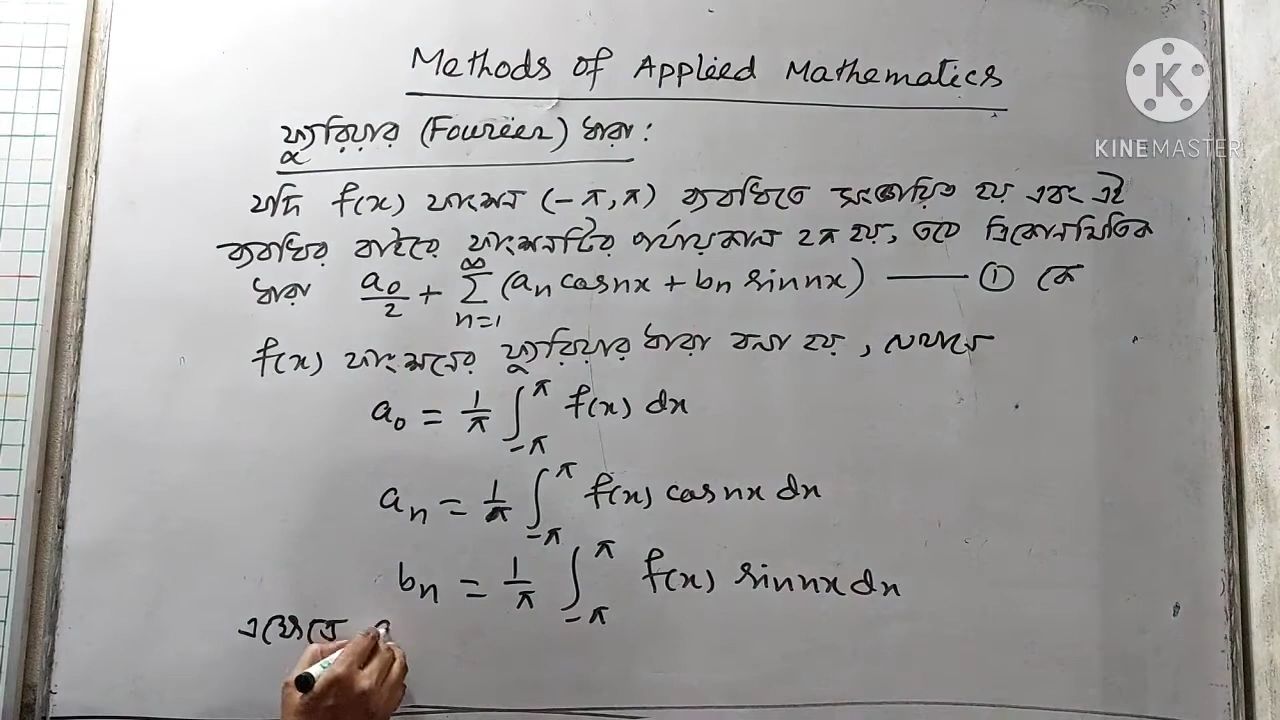 Methods of Applied Mathematics
K
KINEMASTER
ফ্যুরিয়ার (Fourier) ধারা :
যদি f(x) ফাংশন (-π, π) ব্যবধিতে সংজ্ঞায়িত হয় এবং এই
ব্যবধির বাইরে ফাংশনটির পর্যায়কাল 2π হয়, তবে ত্রিকোনমিতিক
ধারা a₀/2 + ∑_{n=1}^{∞} (aₙ cosnx + bₙ sinnx) —— ① কে
f(x) ফাংশনের ফ্যুরিয়ার ধারা বলা হয়, যেখানে
a₀ = 1/π ∫_{-π}^{π} f(x) dx
aₙ = 1/π ∫_{-π}^{π} f(x) cosnx dx
bₙ = 1/π ∫_{-π}^{π} f(x) sinnx dx
এক্ষেত্রে